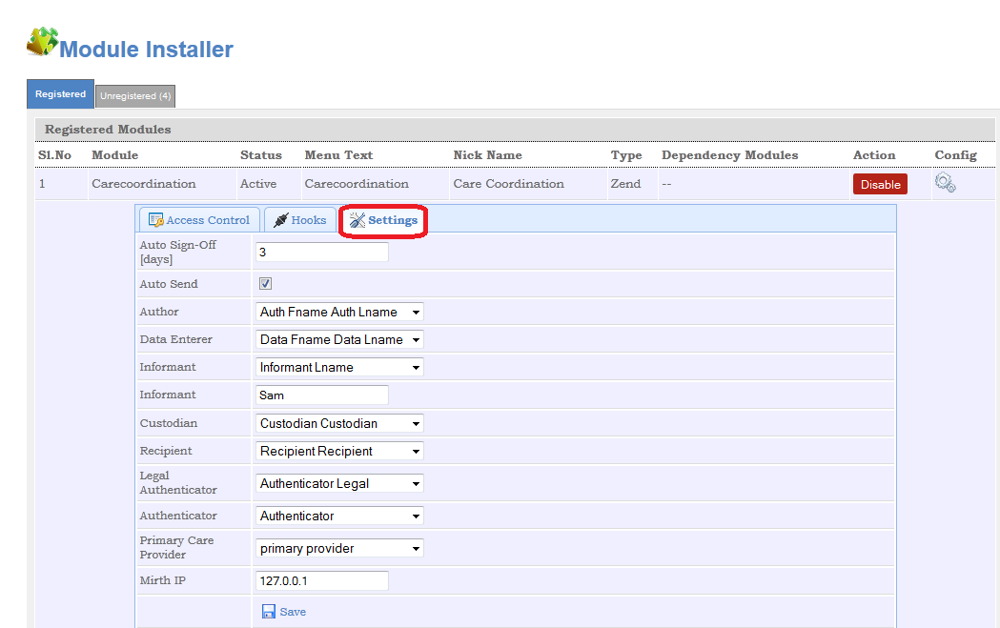 Module Installer
Registered Unregistered (4)
Registered Modules
Sl.No Module Status Menu Text Nick Name Type Dependency Modules Action Config
1 Carecoordination Active Carecoordination Care Coordination Zend -- Disable
Access Control Hooks Settings
Auto Sign-Off
[days]
3
Auto Send
Author Auth Fname Auth Lname
Data Enterer Data Fname Data Lname
Informant Informant Lname
Informant Sam
Custodian Custodian Custodian
Recipient Recipient Recipient
Legal
Authenticator
Authenticator Legal
Authenticator Authenticator
Primary Care
Provider
primary provider
Mirth IP 127.0.0.1
Save